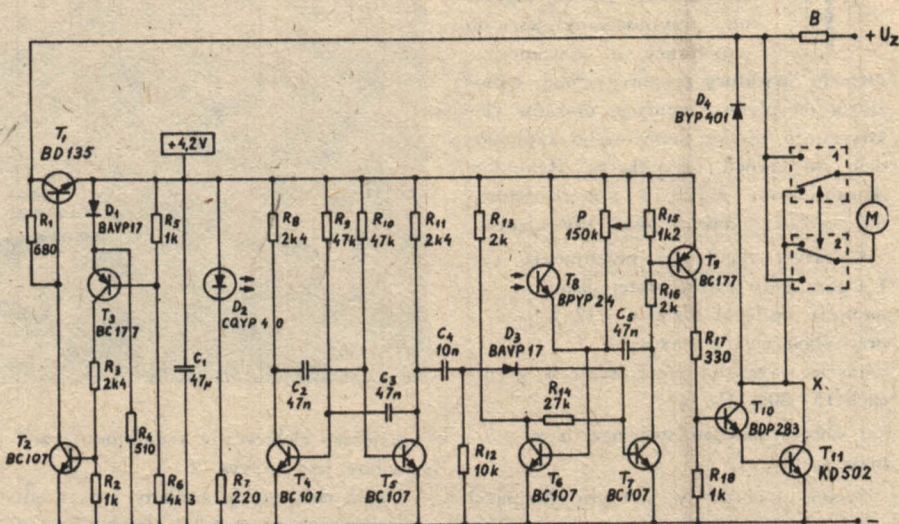 B
+ Uz
D4
BYP401
T1
BD135
+4,2V
1
R1
680
D1
BAVP17
R5
1k
R8
2k4
R9
47k
R10
47k
R11
2k4
R13
2k
P
150k
R15
1k2
M
2
T3
BC177
D2
CQYP40
T8
BPYP24
T9
BC177
R16
2k
C4
10n
D3
BAVP17
C5
47n
R3
2k4
C1
47µ
C2
47n
C3
47n
R17
330
X
R14
27k
T10
BDP283
T2
BC107
R4
510
R12
10k
T11
KD502
R2
1k
R6
4k3
R7
220
T4
BC107
T5
BC107
T6
BC107
T7
BC107
R18
1k
-